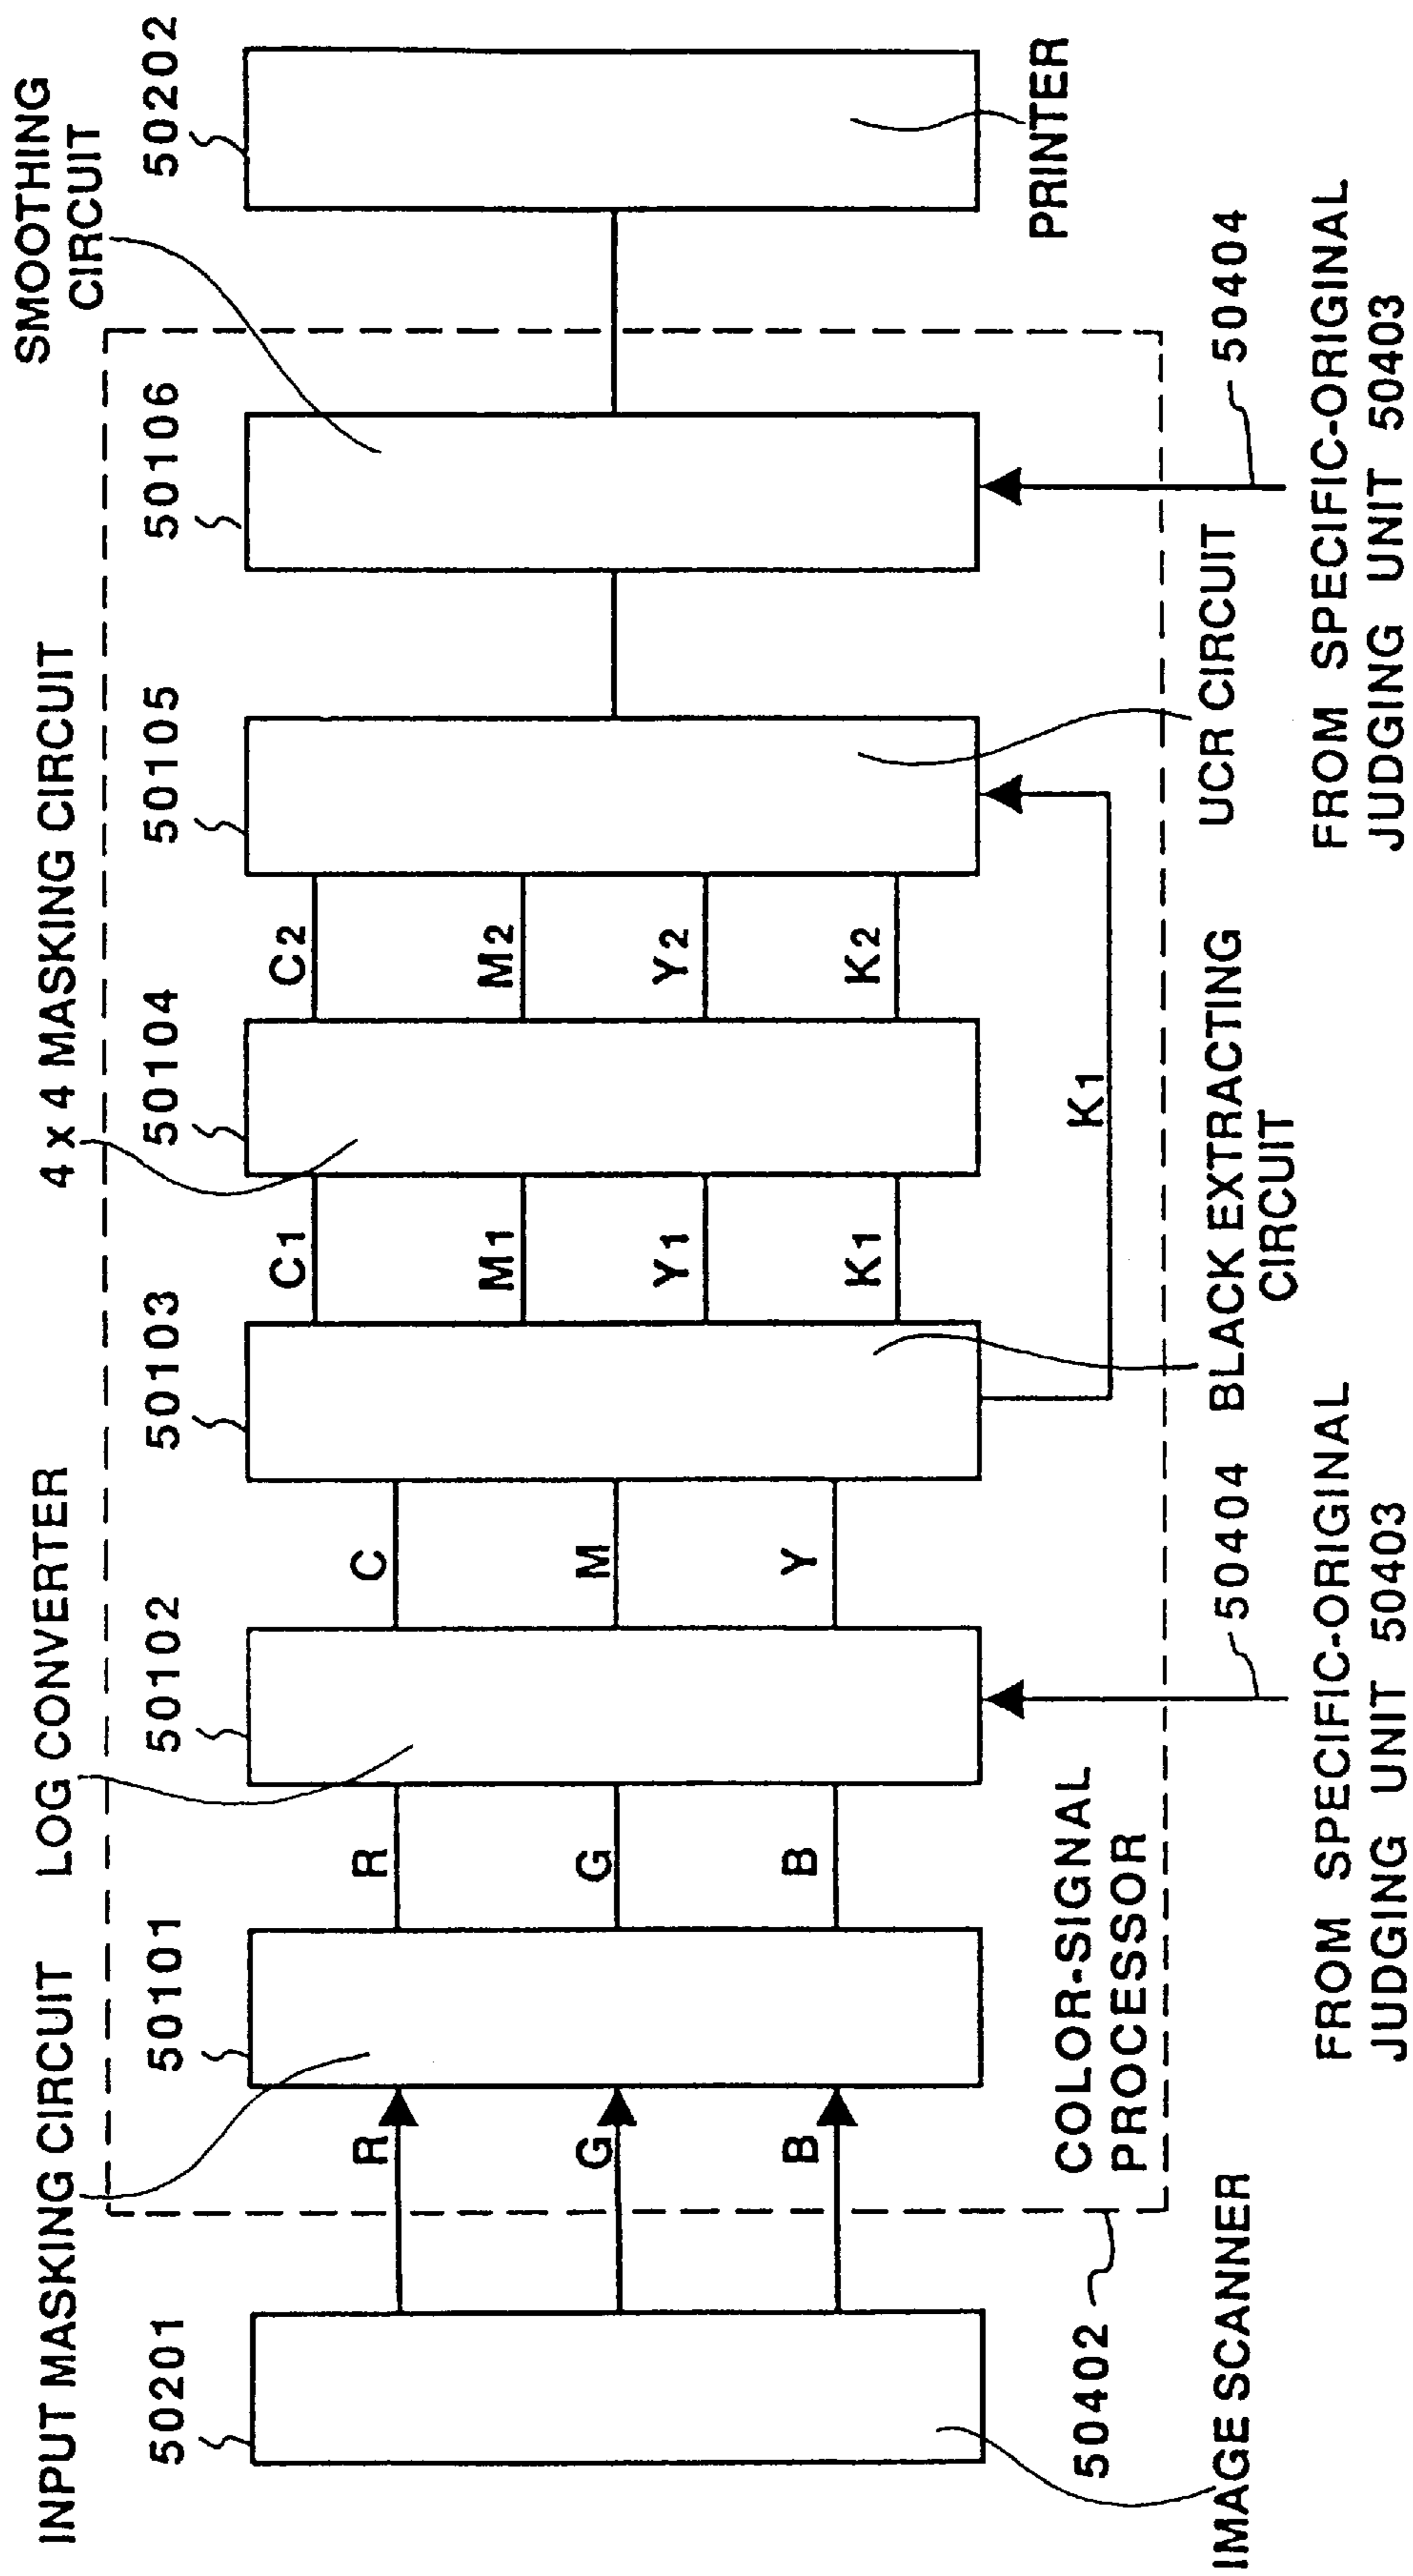 INPUT MASKING CIRCUIT
LOG CONVERTER
4 x 4 MASKING CIRCUIT
SMOOTHING
CIRCUIT
50201
50101
50102
50103
50104
50105
50106
50202
R
G
B
R
G
B
C
M
Y
C1
M1
Y1
K1
C2
M2
Y2
K2
K1
COLOR-SIGNAL
PROCESSOR
50402
IMAGE SCANNER
50404
BLACK EXTRACTING
CIRCUIT
UCR CIRCUIT
50404
PRINTER
FROM SPECIFIC-ORIGINAL
JUDGING UNIT 50403
FROM SPECIFIC-ORIGINAL
JUDGING UNIT 50403